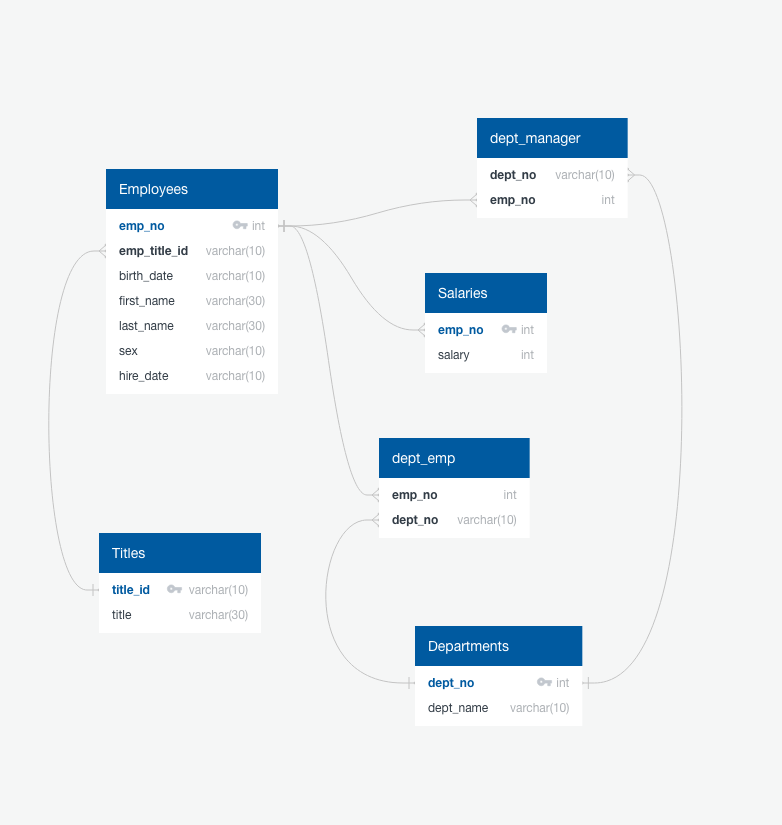 dept_manager
dept_no varchar(10)
emp_no int
Employees
emp_no int
emp_title_id varchar(10)
birth_date varchar(10)
first_name varchar(30)
last_name varchar(30)
sex varchar(10)
hire_date varchar(10)
Salaries
emp_no int
salary int
dept_emp
emp_no int
dept_no varchar(10)
Titles
title_id varchar(10)
title varchar(30)
Departments
dept_no int
dept_name varchar(10)